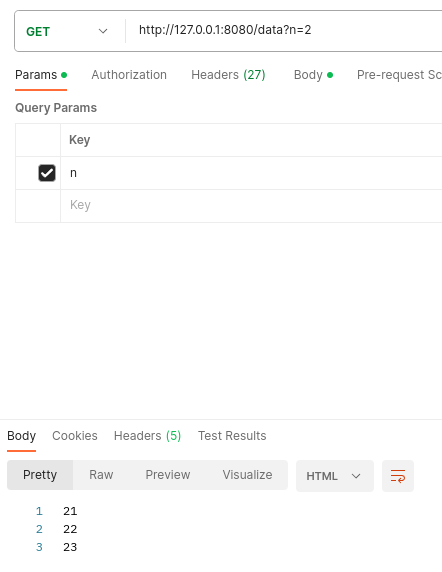 GET http://127.0.0.1:8080/data?n=2
Params Authorization Headers (27) Body Pre-request Sc
Query Params
Key
n
Key
Body Cookies Headers (5) Test Results
Pretty Raw Preview Visualize HTML
1 21
2 22
3 23